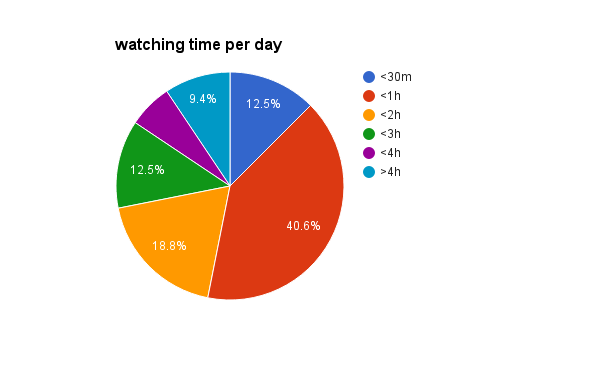 watching time per day
<30m
<1h
<2h
<3h
<4h
>4h
9.4%
12.5%
12.5%
40.6%
18.8%